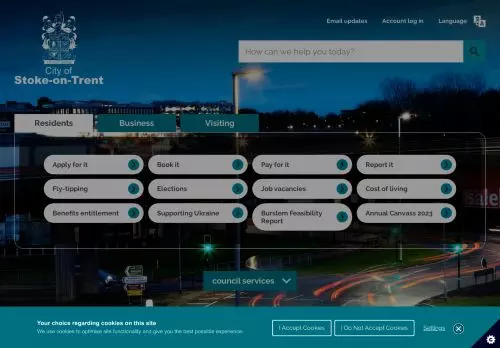 Email updates
Account log in
Language
City of
Stoke-on-Trent
How can we help you today?
Residents
Business
Visiting
Apply for it
Book it
Pay for it
Report it
Fly-tipping
Elections
Job vacancies
Cost of living
Benefits entitlement
Supporting Ukraine
Burslem Feasibility
Report
Annual Canvass 2023
sale
council services
Your choice regarding cookies on this site
We use cookies to optimise site functionality and give you the best possible experience.
I Accept Cookies
I Do Not Accept Cookies
Settings